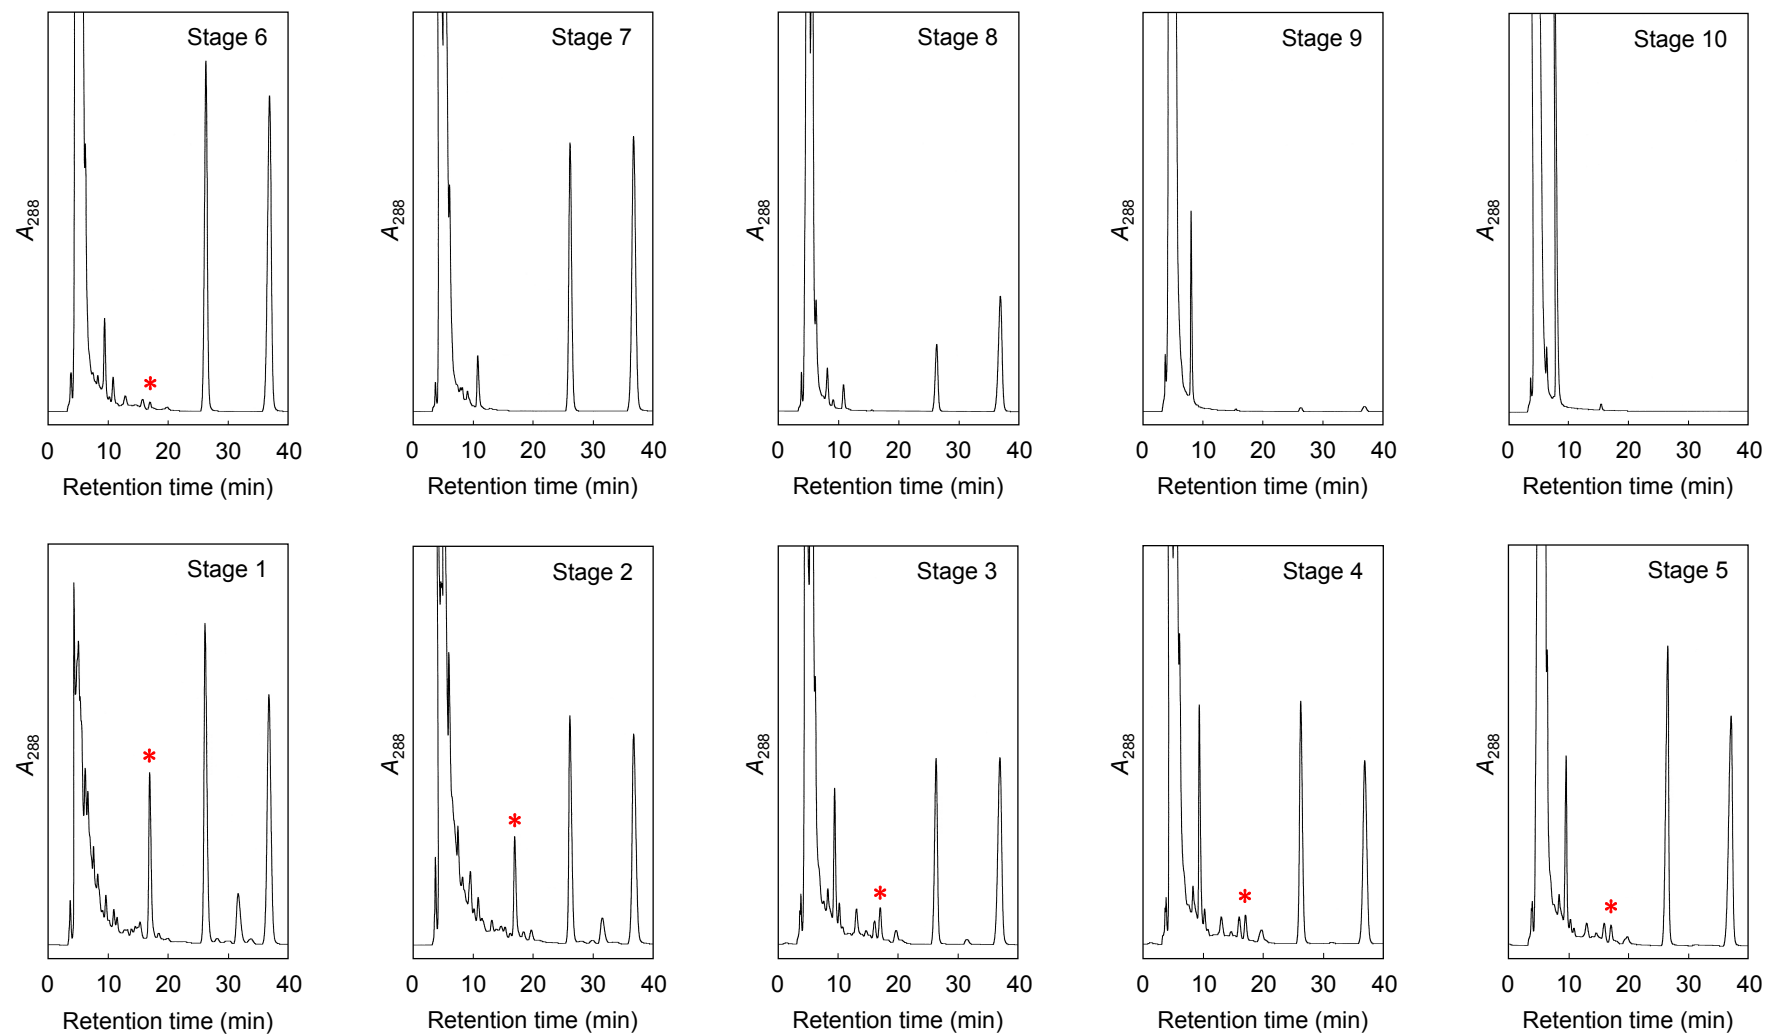 Stage 6
A288
0 10 20 30 40
Retention time (min)
Stage 7
A288
0 10 20 30 40
Retention time (min)
Stage 8
A288
0 10 20 30 40
Retention time (min)
Stage 9
A288
0 10 20 30 40
Retention time (min)
Stage 10
A288
0 10 20 30 40
Retention time (min)
Stage 1
*
A288
0 10 20 30 40
Retention time (min)
Stage 2
*
A288
0 10 20 30 40
Retention time (min)
Stage 3
*
A288
0 10 20 30 40
Retention time (min)
Stage 4
*
A288
0 10 20 30 40
Retention time (min)
Stage 5
*
A288
0 10 20 30 40
Retention time (min)